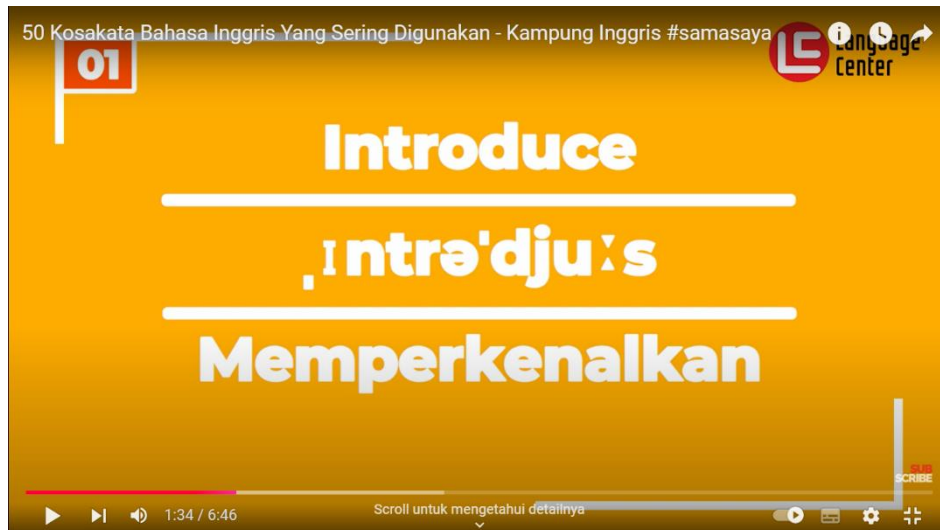 50 Kosakata Bahasa Inggris Yang Sering Digunakan - Kampung Inggris #samasaya
01
LC Language
Center
Introduce
ˌɪntrəˈdjuːs
Memperkenalkan
SUB
SCRIBE
1:34 / 6:46
Scroll untuk mengetahui detailnya